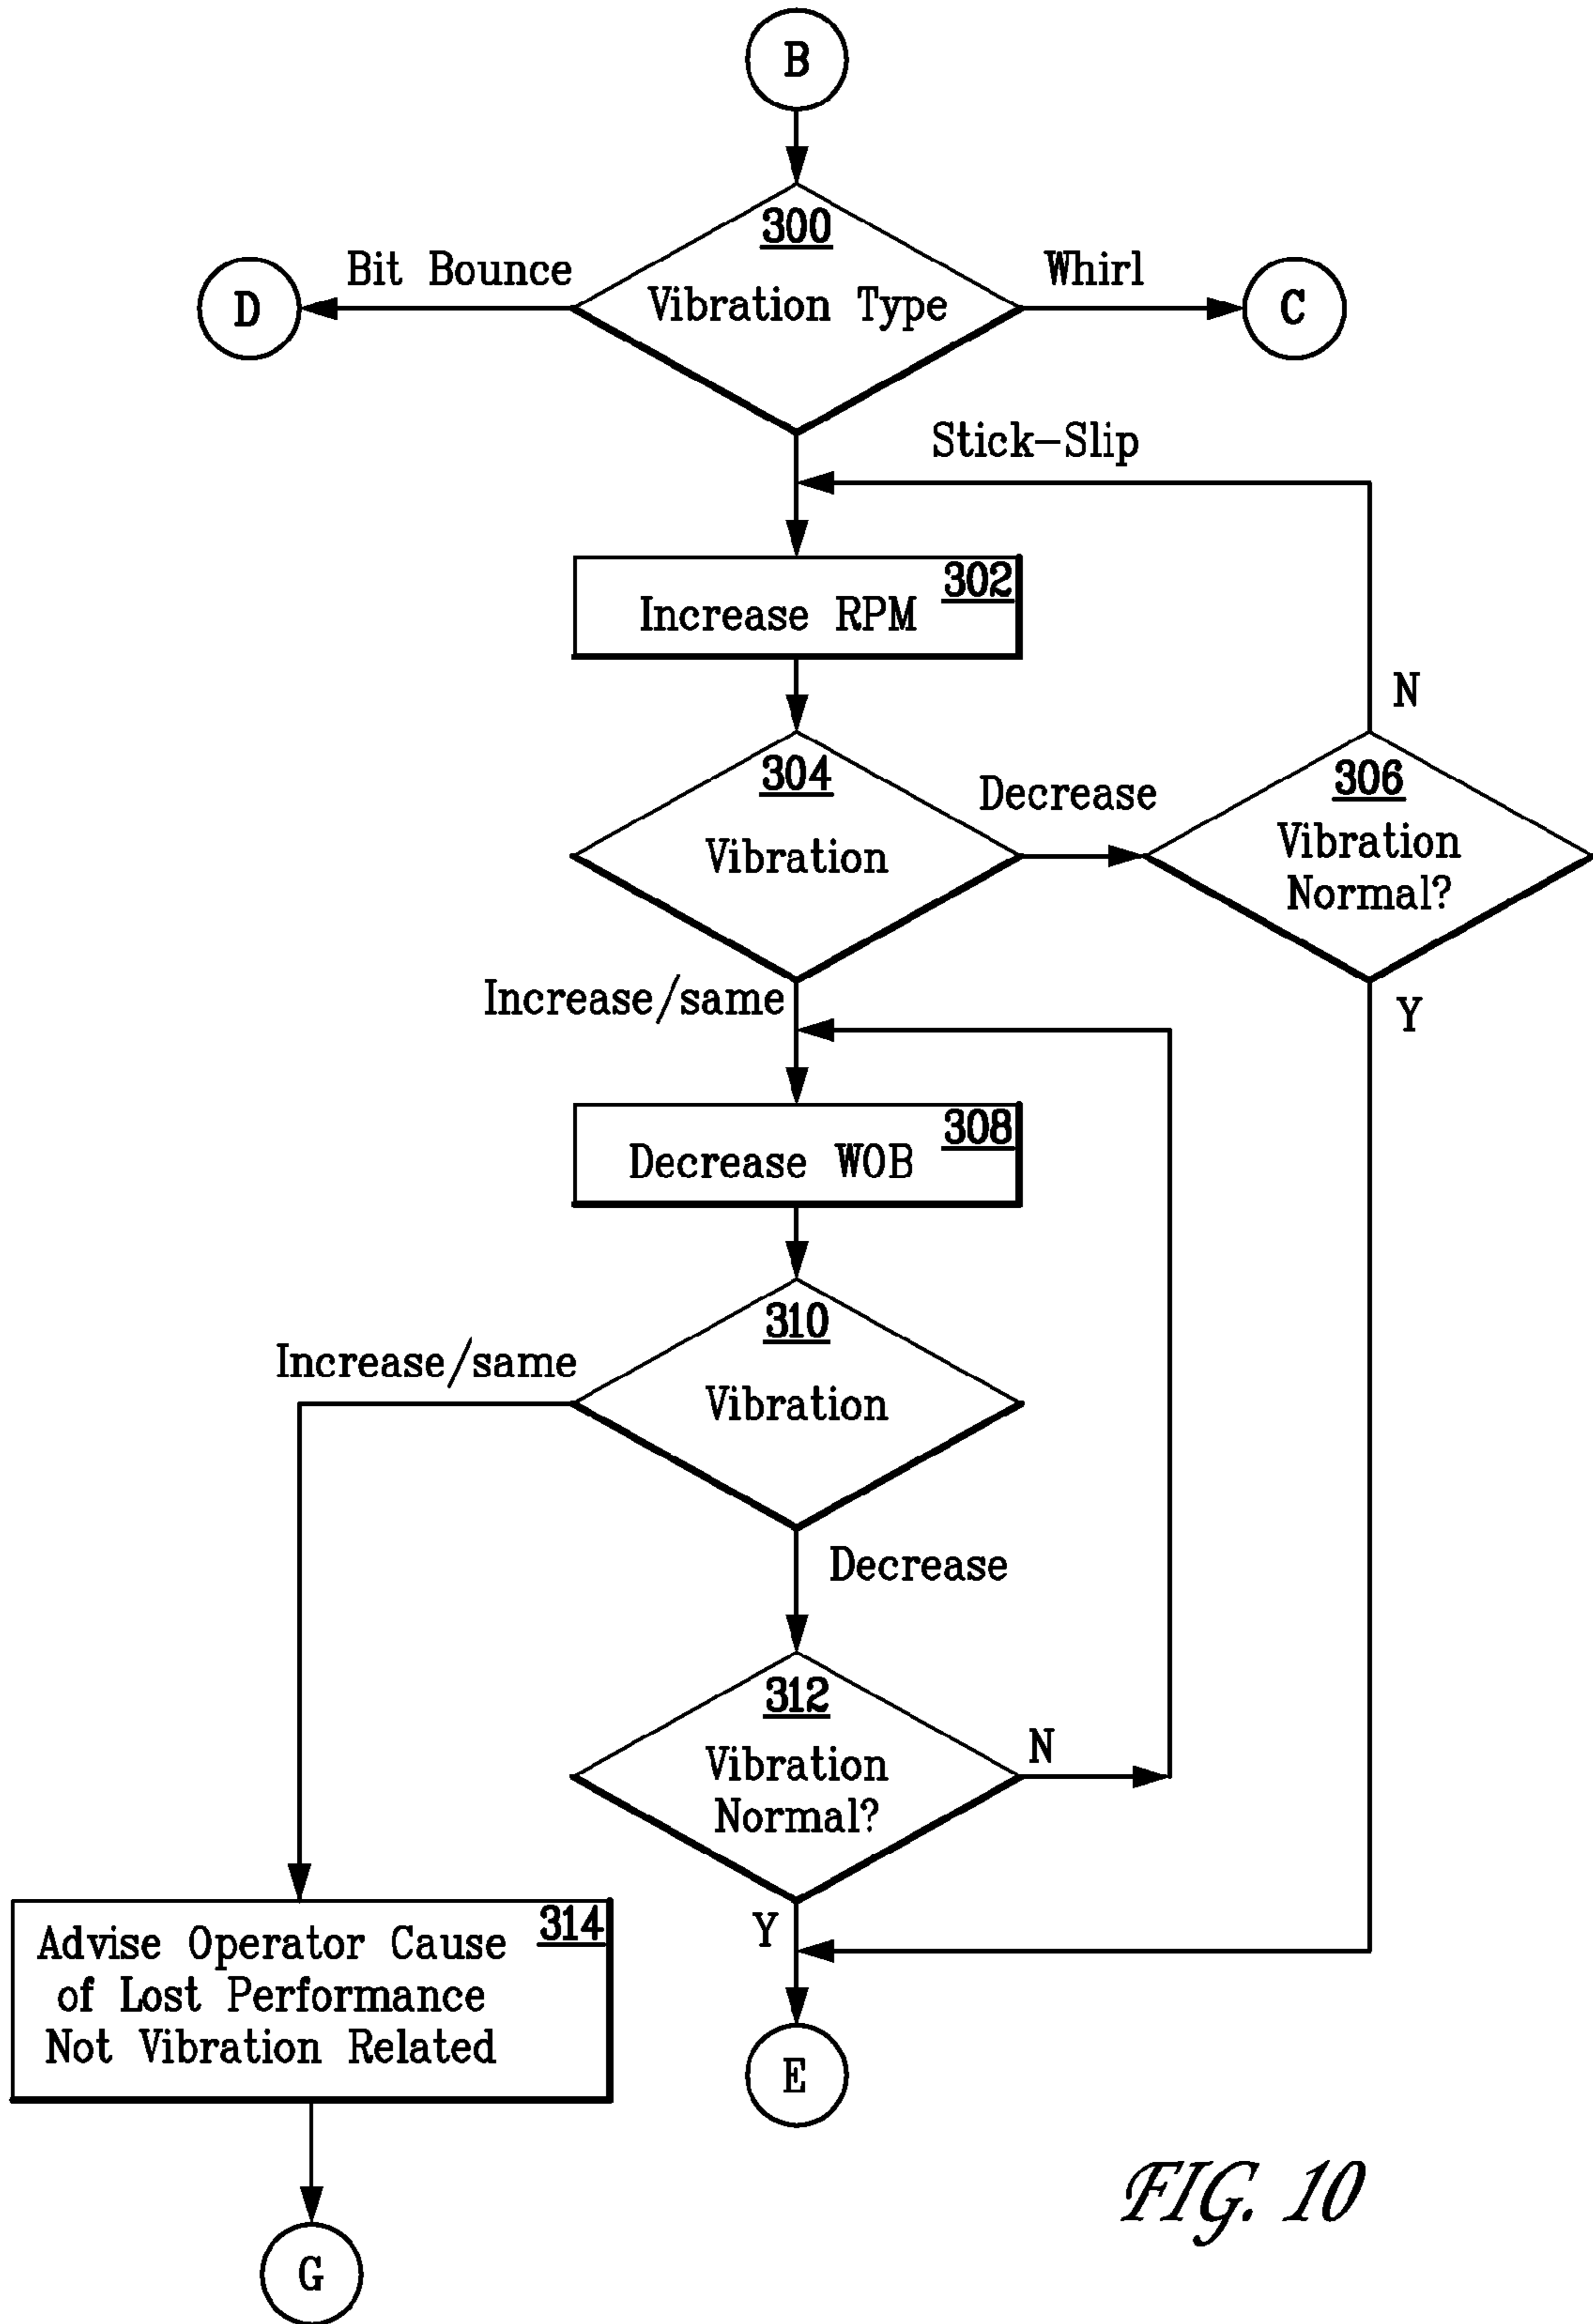 B
300
Vibration Type
Bit Bounce
Whirl
D
C
Stick-Slip
302
Increase RPM
N
304
Vibration
Decrease
306
Vibration
Normal?
Increase/same
Y
308
Decrease WOB
310
Vibration
Increase/same
Decrease
312
Vibration
Normal?
N
Y
314
Advise Operator Cause
of Lost Performance
Not Vibration Related
E
G
FIG. 10